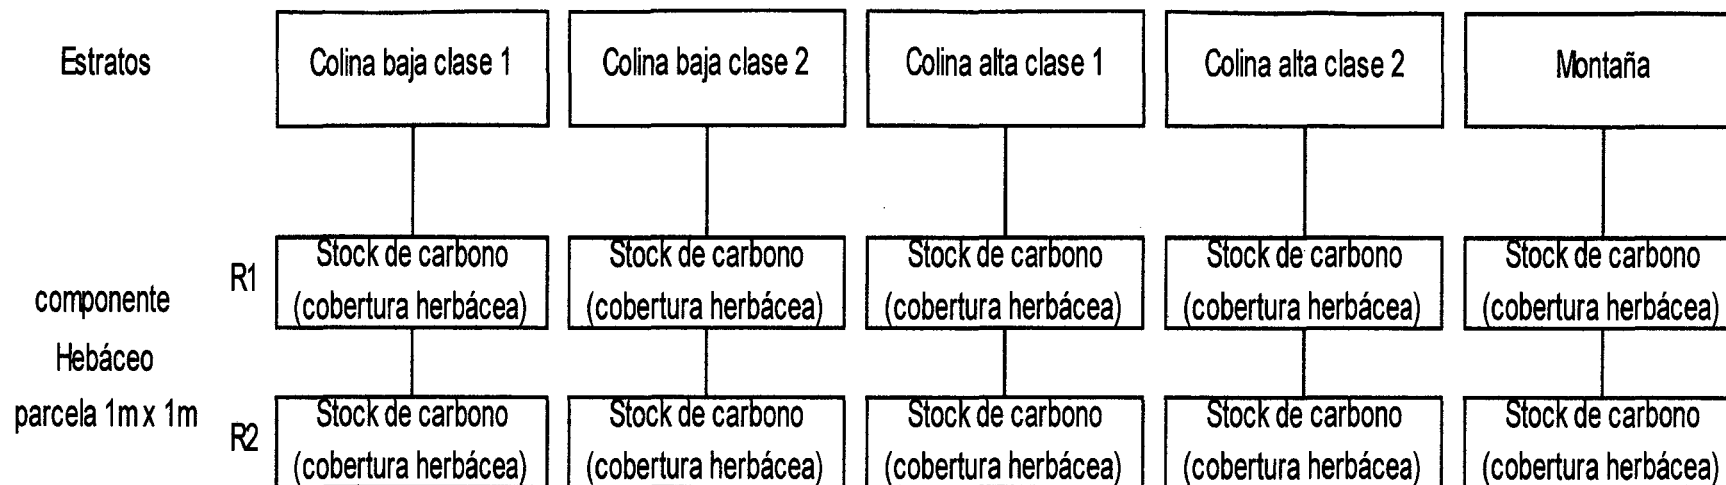 Estratos
Colina baja clase 1
Colina baja clase 2
Colina alta clase 1
Colina alta clase 2
Montaña
componente
Hebáceo
parcela 1m x 1m
R1
Stock de carbono
(cobertura herbácea)
Stock de carbono
(cobertura herbácea)
Stock de carbono
(cobertura herbácea)
Stock de carbono
(cobertura herbácea)
Stock de carbono
(cobertura herbácea)
R2
Stock de carbono
(cobertura herbácea)
Stock de carbono
(cobertura herbácea)
Stock de carbono
(cobertura herbácea)
Stock de carbono
(cobertura herbácea)
Stock de carbono
(cobertura herbácea)